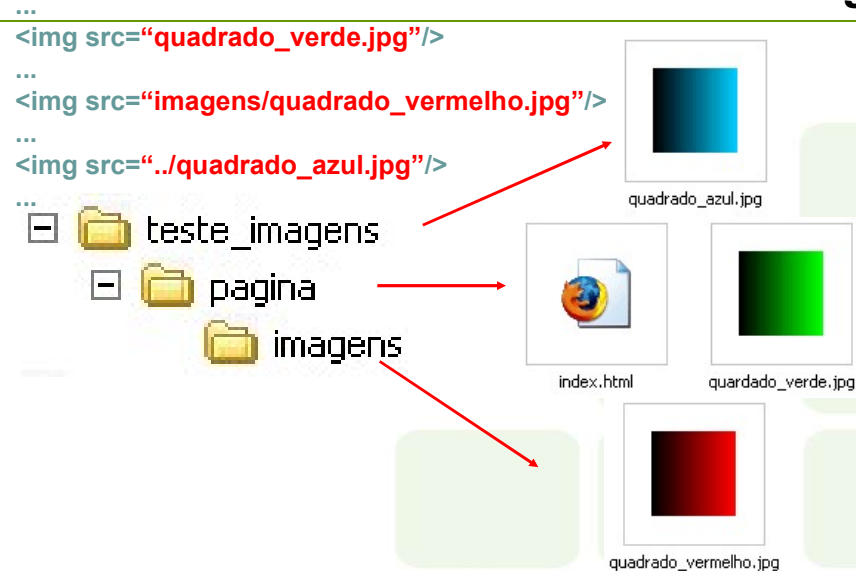 ...
<img src=“quadrado_verde.jpg”/>
...
<img src=“imagens/quadrado_vermelho.jpg”/>
...
<img src=“../quadrado_azul.jpg”/>
...
quadrado_azul.jpg
teste_imagens
pagina
imagens
index.html
quardado_verde.jpg
quadrado_vermelho.jpg